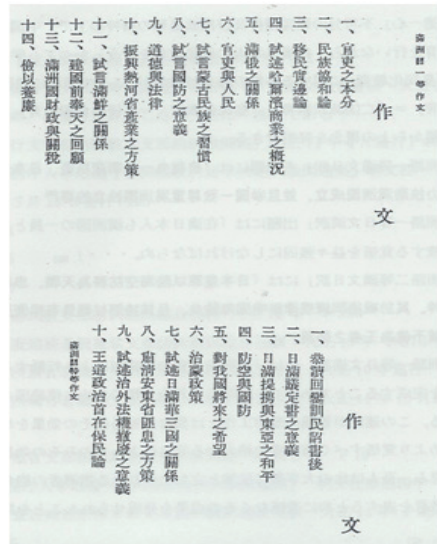 滿洲語一學作文
作文
一、官吏之本分
二、民族協和論
三、移民實邊論
四、試述哈爾濱商業之概況
五、滿俄之關係
六、官吏與人民
七、試言蒙古民族之習慣
八、試言國防之意義
九、道德與法律
十、振興熱河省產業之方策
十一、試言滿鮮之關係
十二、建國前奉天之回顧
十三、滿洲國財政與關稅
十四、儉以養廉
作文
一、恭讀回鑾訓民詔書後
二、日滿議定書之意義
三、日滿提攜與東亞之和平
四、防空與國防
五、對我國將來之希望
六、治蒙政策
七、試述日滿華三國之關係
八、肅清安東省匪患之方策
九、試述治外法權撤廢之意義
十、王道政治首在保民論
滿洲語特學作文